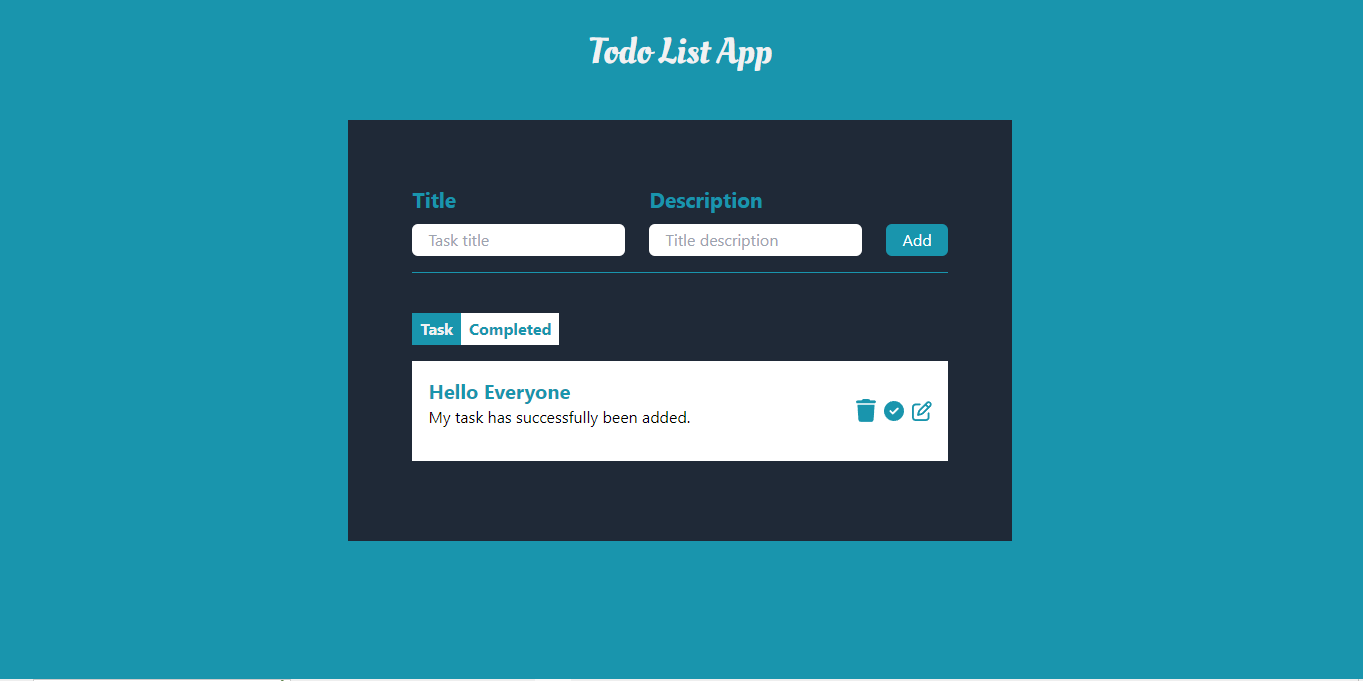 Todo List App
Title Description
Task title Title description Add
Task Completed
Hello Everyone
My task has successfully been added.